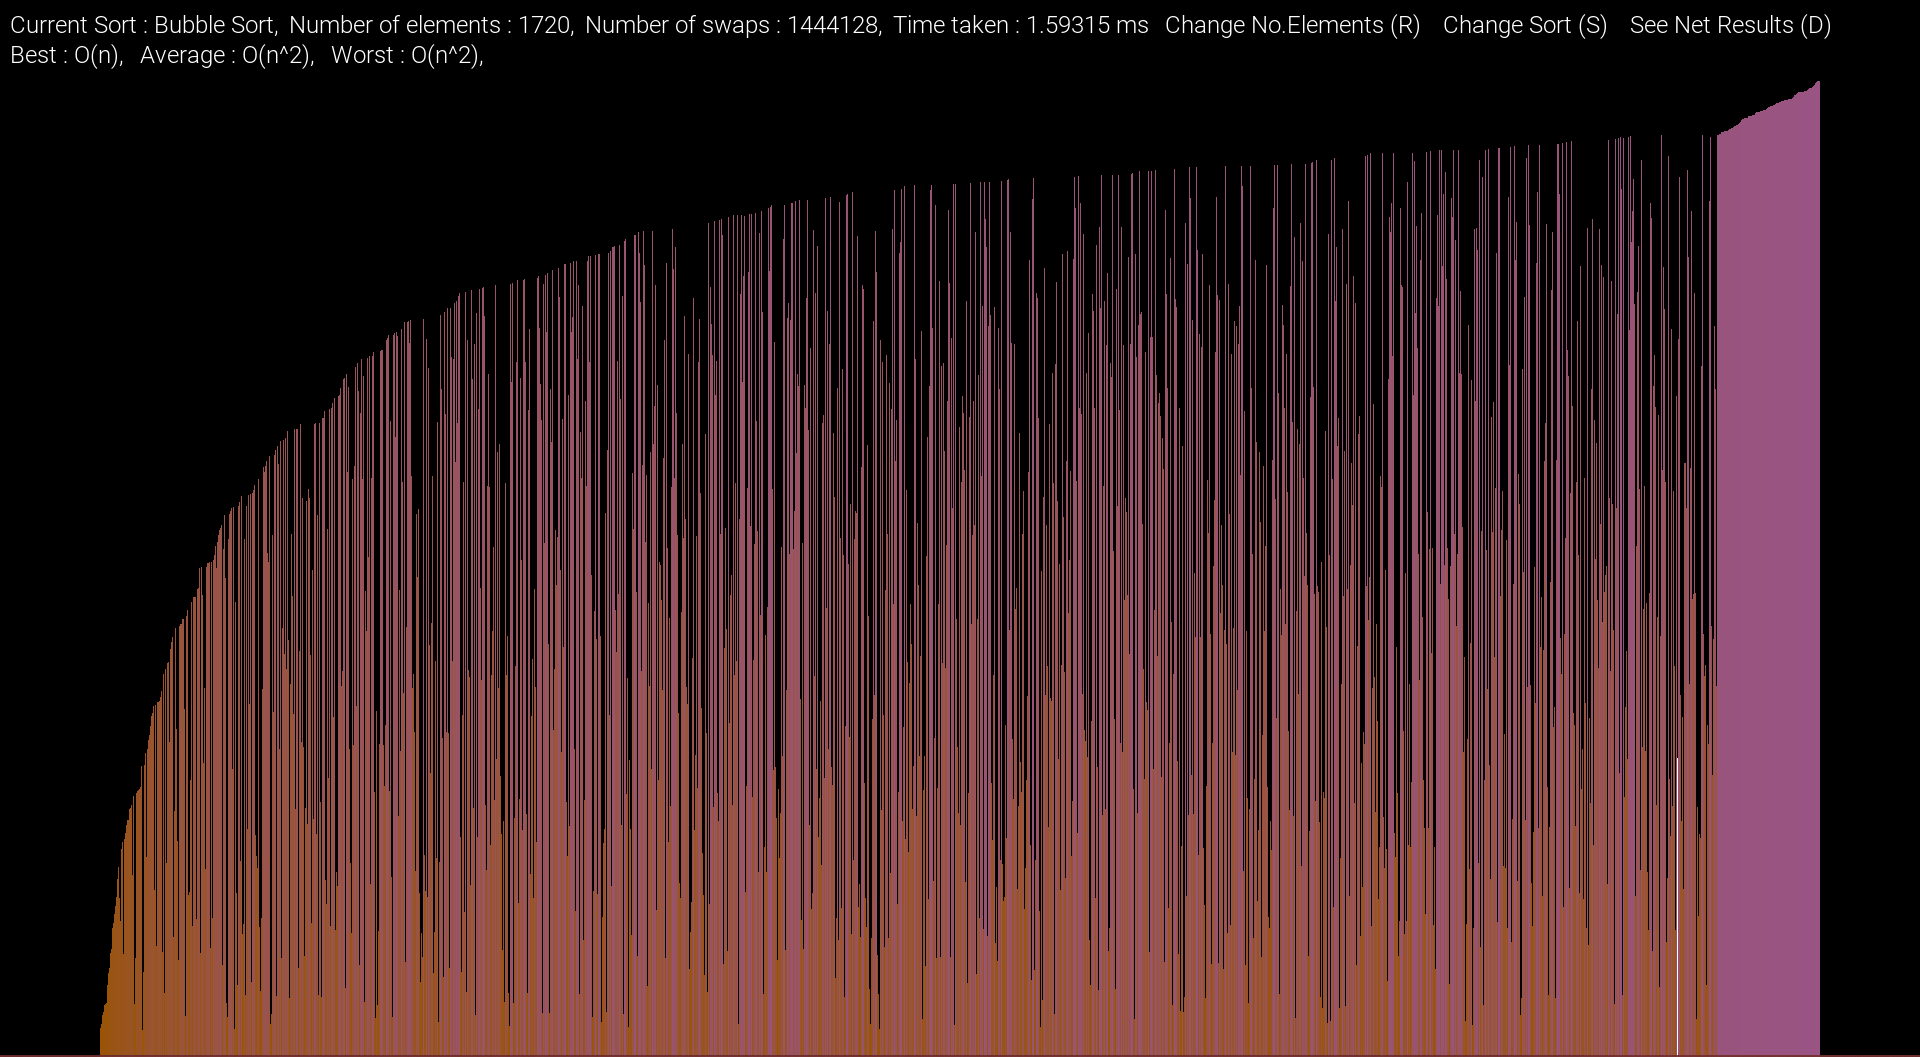 Current Sort : Bubble Sort,  Number of elements : 1720,  Number of swaps : 1444128,  Time taken : 1.59315 ms  Change No.Elements (R)  Change Sort (S)  See Net Results (D)
Best : O(n),  Average : O(n^2),  Worst : O(n^2),